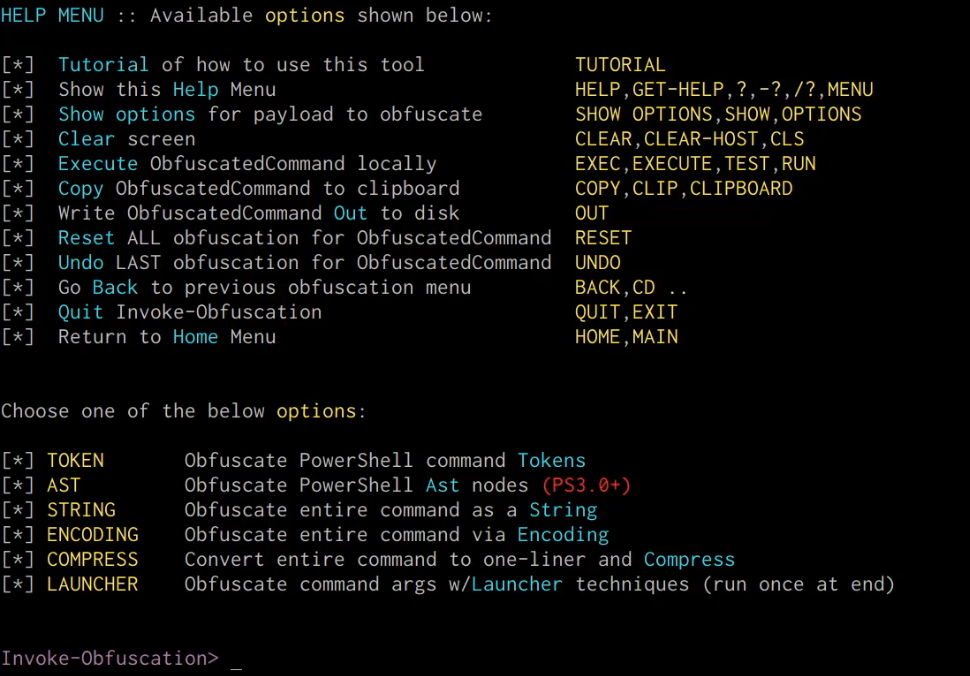 HELP MENU :: Available options shown below:
[*] Tutorial of how to use this tool TUTORIAL
[*] Show this Help Menu HELP,GET-HELP,?,-?,/?,MENU
[*] Show options for payload to obfuscate SHOW OPTIONS,SHOW,OPTIONS
[*] Clear screen CLEAR,CLEAR-HOST,CLS
[*] Execute ObfuscatedCommand locally EXEC,EXECUTE,TEST,RUN
[*] Copy ObfuscatedCommand to clipboard COPY,CLIP,CLIPBOARD
[*] Write ObfuscatedCommand Out to disk OUT
[*] Reset ALL obfuscation for ObfuscatedCommand RESET
[*] Undo LAST obfuscation for ObfuscatedCommand UNDO
[*] Go Back to previous obfuscation menu BACK,CD ..
[*] Quit Invoke-Obfuscation QUIT,EXIT
[*] Return to Home Menu HOME,MAIN
Choose one of the below options:
[*] TOKEN Obfuscate PowerShell command Tokens
[*] AST Obfuscate PowerShell Ast nodes (PS3.0+)
[*] STRING Obfuscate entire command as a String
[*] ENCODING Obfuscate entire command via Encoding
[*] COMPRESS Convert entire command to one-liner and Compress
[*] LAUNCHER Obfuscate command args w/Launcher techniques (run once at end)
Invoke-Obfuscation> _